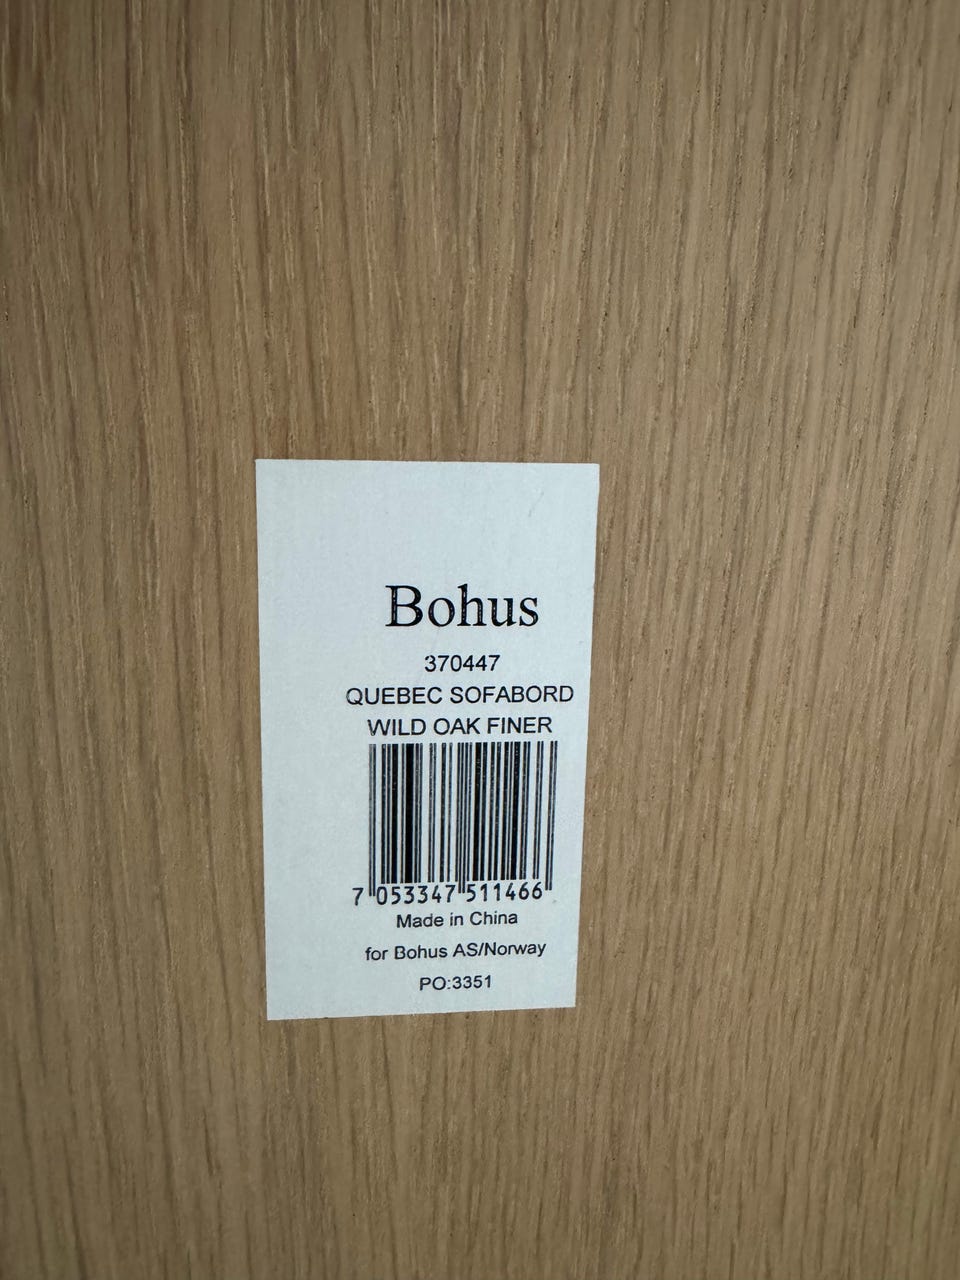 Bohus
370447
QUEBEC SOFABORD
WILD OAK FINER
7 053347 511466
Made in China
for Bohus AS/Norway
PO:3351